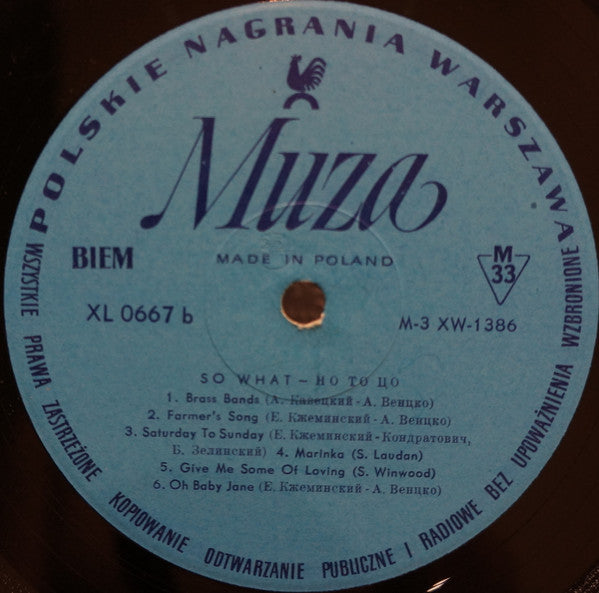 POLSKIE NAGRANIA WARSZAWA
Muza
BIEM
MADE IN POLAND
M
33
XL 0667 b
M-3 XW-1386
SO WHAT – НО ТО ЦО
1. Brass Bands (А. Канецкий - А. Венцко)
2. Farmer's Song (Е. Кжеминский - А. Венцко)
3. Saturday To Sunday (Е. Кжеминский - Кондратович,
Б. Зелинский) 4. Marinka (S. Laudan)
5. Give Me Some Of Loving (S. Winwood)
6. Oh Baby Jane (Е. Кжеминский - А. Венцко)
WSZYSTKIE PRAWA ZASTRZEŻONE KOPIOWANIE ODTWARZANIE PUBLICZNE I RADIOWE BEZ UPOWAŻNIENIA WZBRONIONE